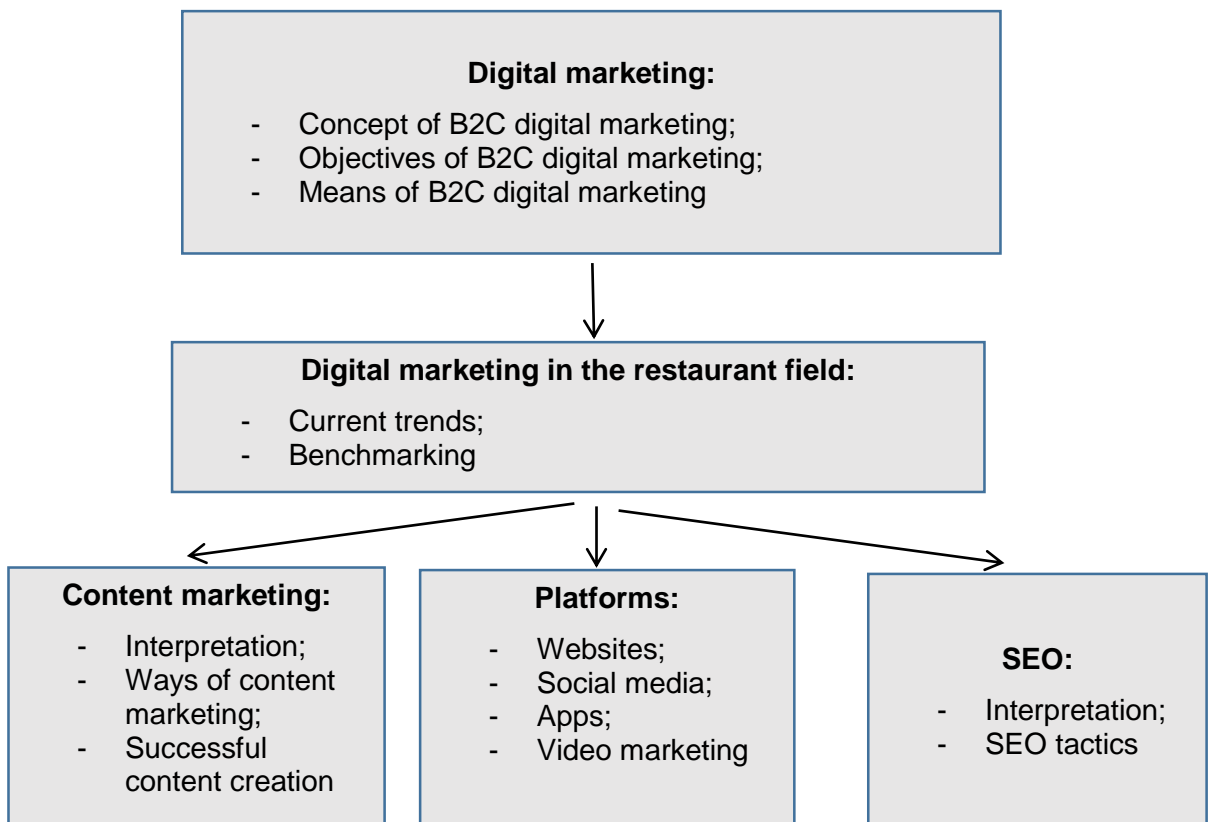 Digital marketing:
- Concept of B2C digital marketing;
- Objectives of B2C digital marketing;
- Means of B2C digital marketing
Digital marketing in the restaurant field:
- Current trends;
- Benchmarking
Content marketing:
- Interpretation;
- Ways of content
marketing;
- Successful
content creation
Platforms:
- Websites;
- Social media;
- Apps;
- Video marketing
SEO:
- Interpretation;
- SEO tactics